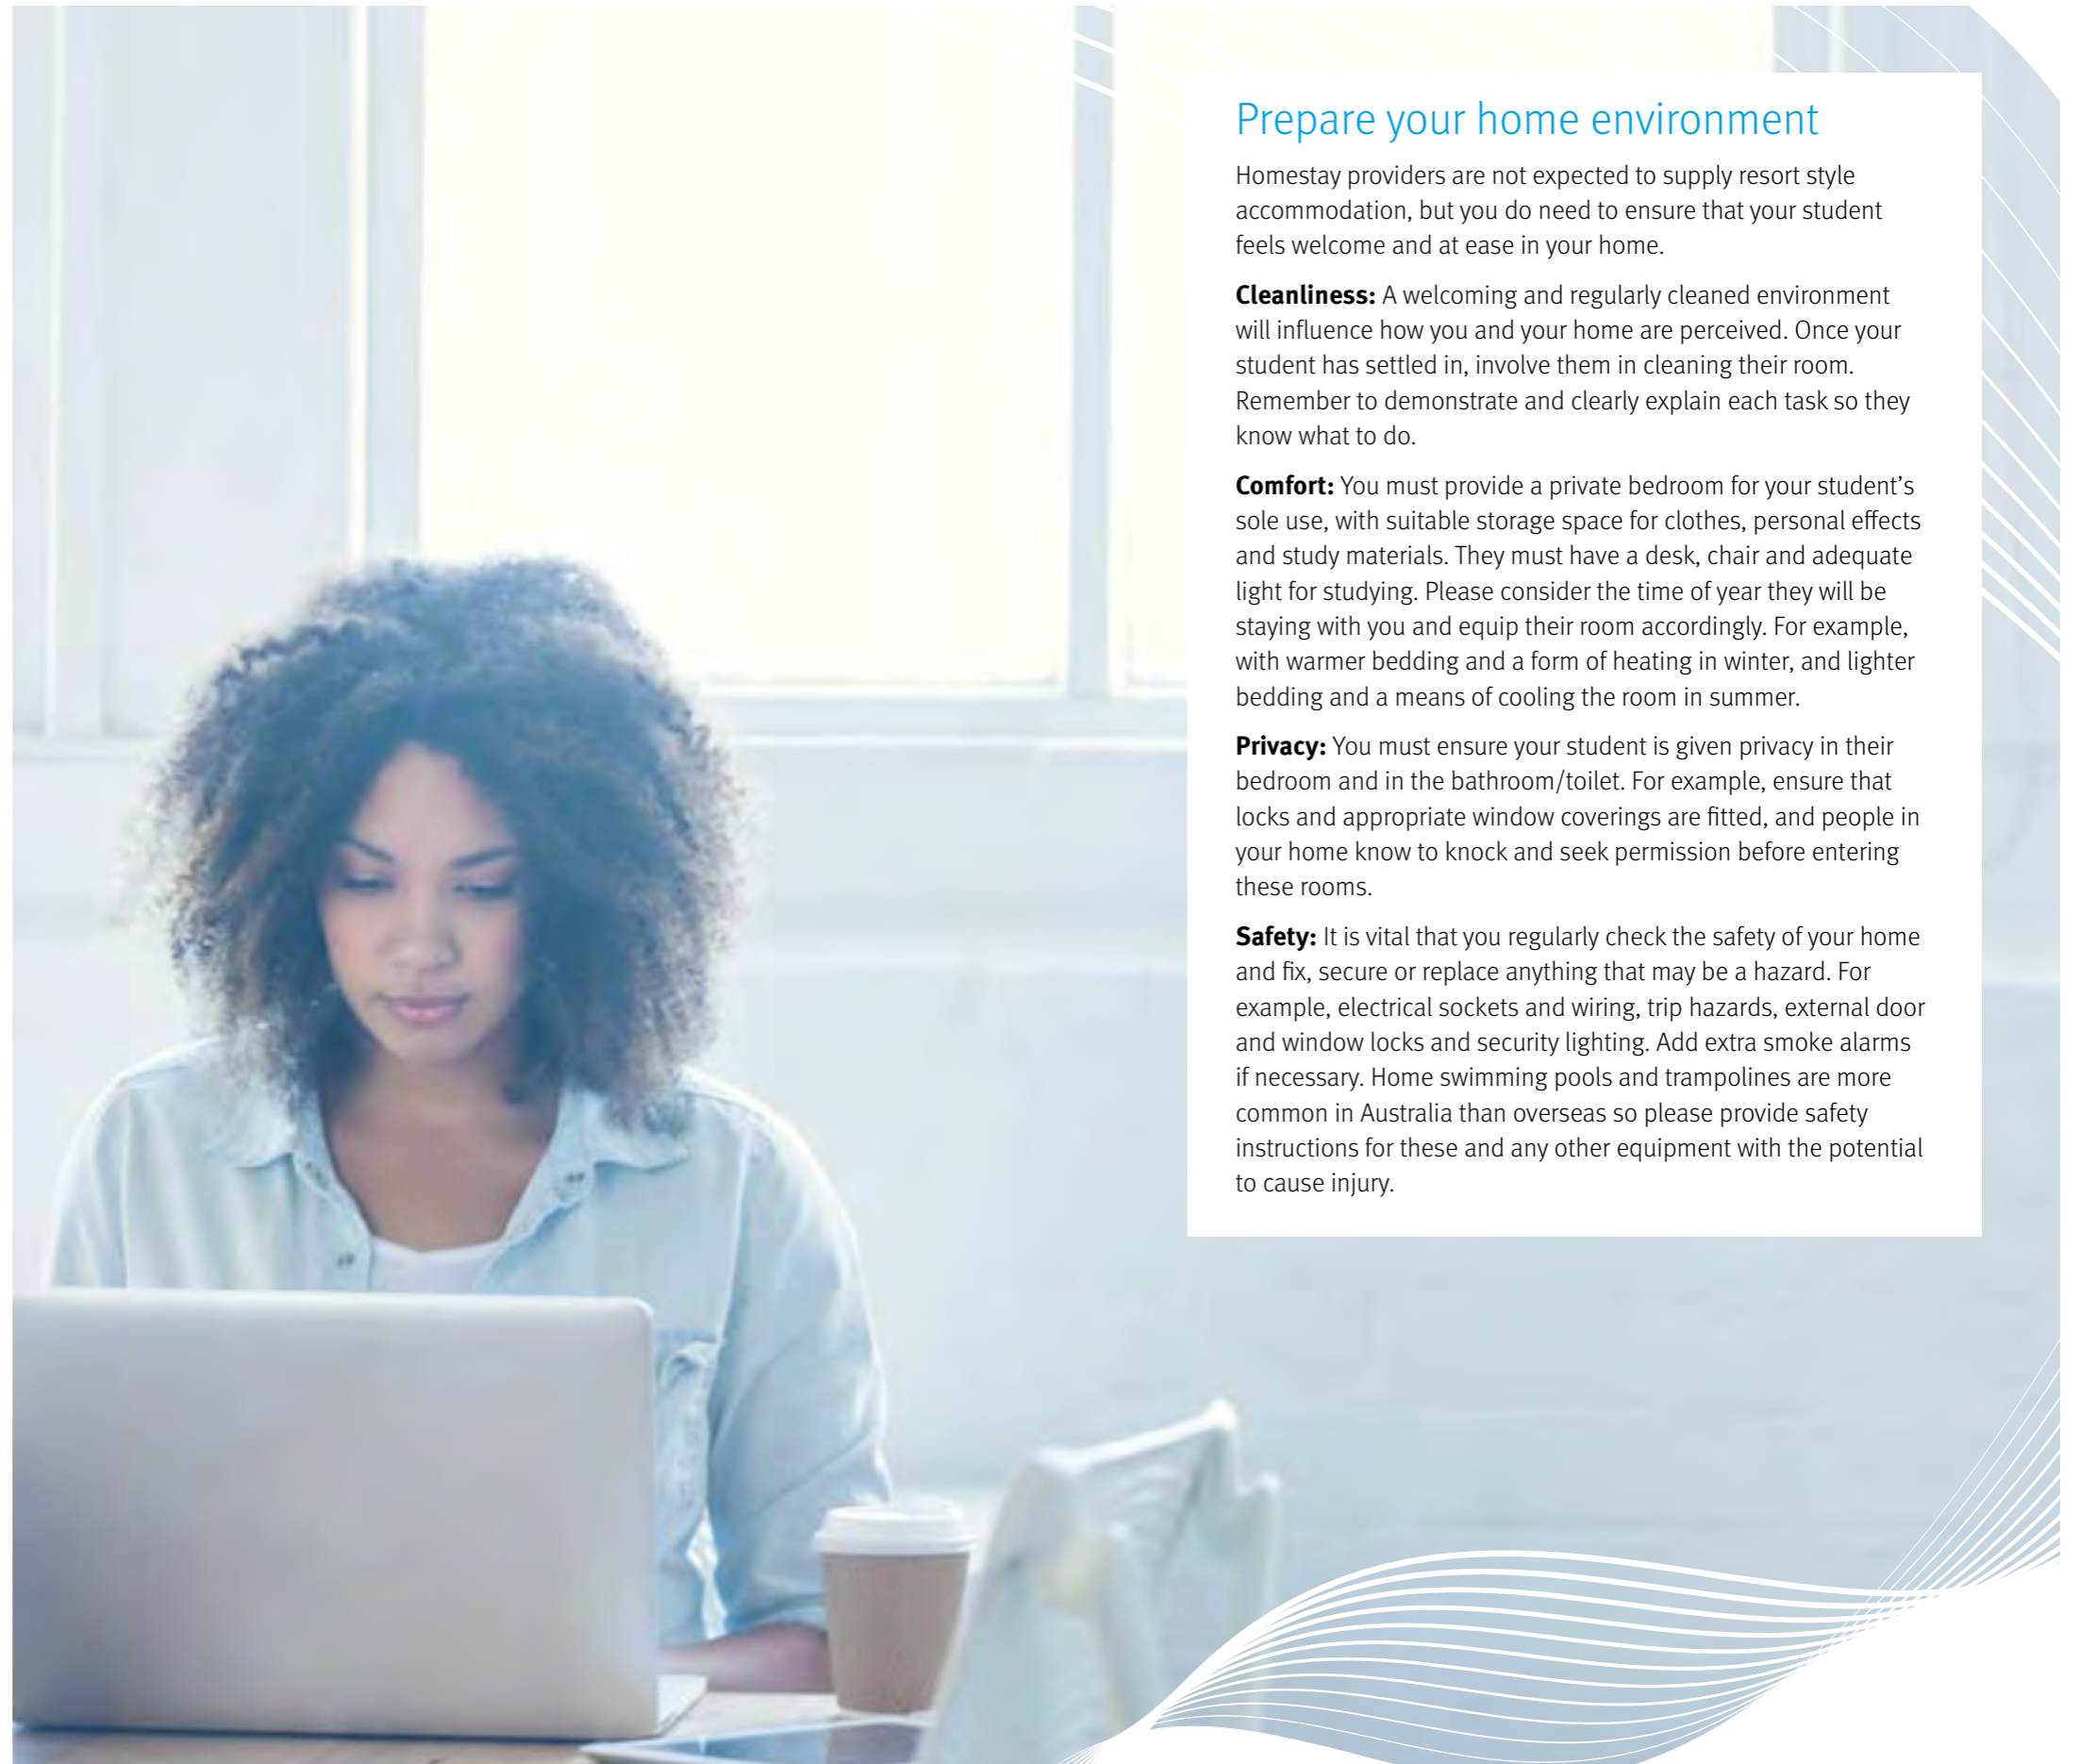 Prepare your home environment
Homestay providers are not expected to supply resort style
accommodation, but you do need to ensure that your student
feels welcome and at ease in your home.
Cleanliness: A welcoming and regularly cleaned environment
will influence how you and your home are perceived. Once your
student has settled in, involve them in cleaning their room.
Remember to demonstrate and clearly explain each task so they
know what to do.
Comfort: You must provide a private bedroom for your student’s
sole use, with suitable storage space for clothes, personal effects
and study materials. They must have a desk, chair and adequate
light for studying. Please consider the time of year they will be
staying with you and equip their room accordingly. For example,
with warmer bedding and a form of heating in winter, and lighter
bedding and a means of cooling the room in summer.
Privacy: You must ensure your student is given privacy in their
bedroom and in the bathroom/toilet. For example, ensure that
locks and appropriate window coverings are fitted, and people in
your home know to knock and seek permission before entering
these rooms.
Safety: It is vital that you regularly check the safety of your home
and fix, secure or replace anything that may be a hazard. For
example, electrical sockets and wiring, trip hazards, external door
and window locks and security lighting. Add extra smoke alarms
if necessary. Home swimming pools and trampolines are more
common in Australia than overseas so please provide safety
instructions for these and any other equipment with the potential
to cause injury.